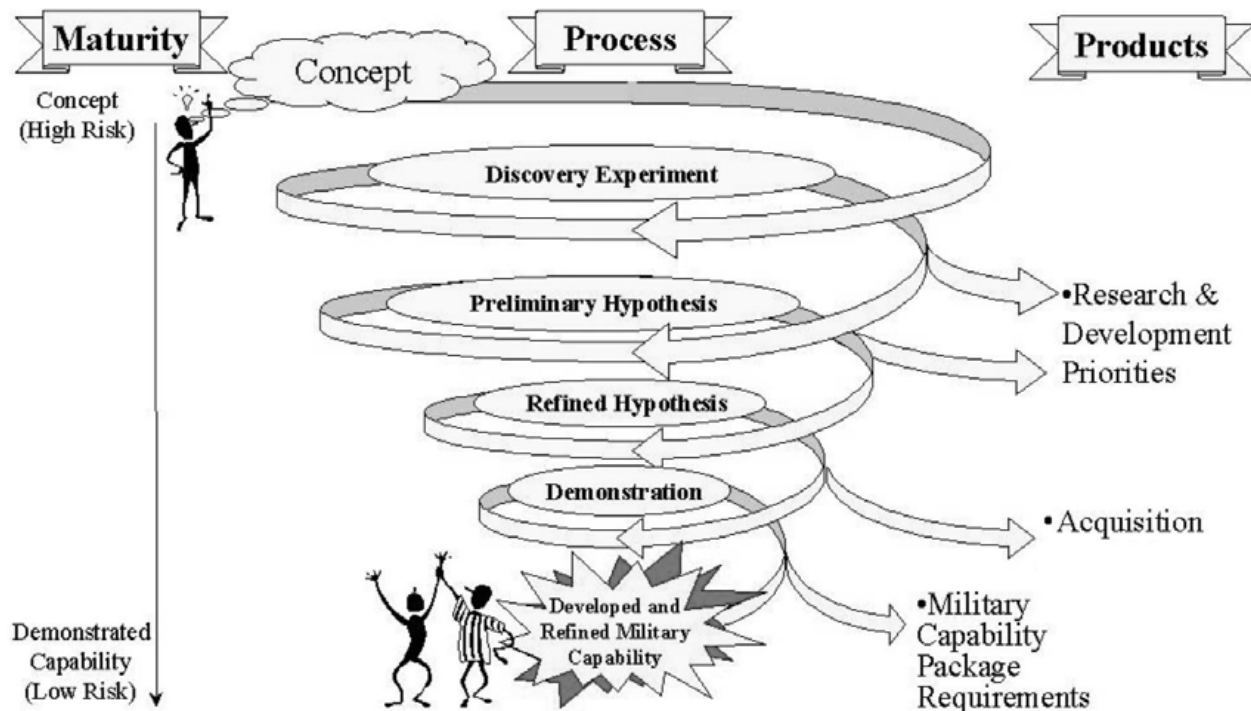 Maturity
Process
Products
Concept
Concept
(High Risk)
Discovery Experiment
Preliminary Hypothesis
•Research &
Development
Priorities
Refined Hypothesis
Demonstration
•Acquisition
Developed and
Refined Military
Capability
•Military
Capability
Package
Requirements
Demonstrated
Capability
(Low Risk)